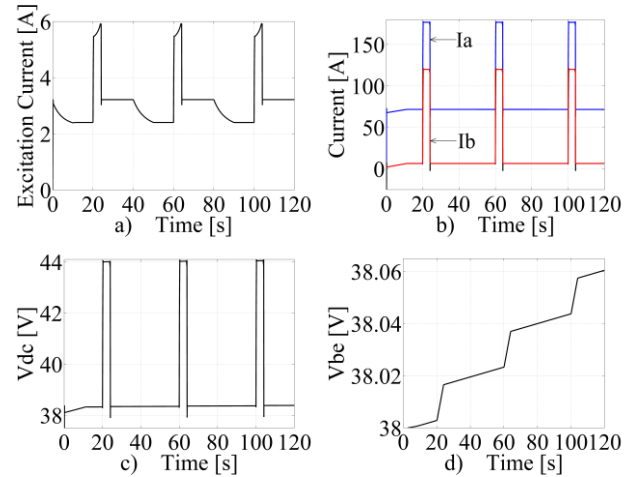 Excitation Current [A]
6
4
2
0
0 20 40 60 80 100 120
a) Time [s]
Current [A]
150
100
50
0
Ia
Ib
0 20 40 60 80 100 120
b) Time [s]
Vdc [V]
44
42
40
38
0 20 40 60 80 100 120
c) Time [s]
Vbe [V]
38.06
38.04
38.02
38
0 20 40 60 80 100 120
d) Time [s]